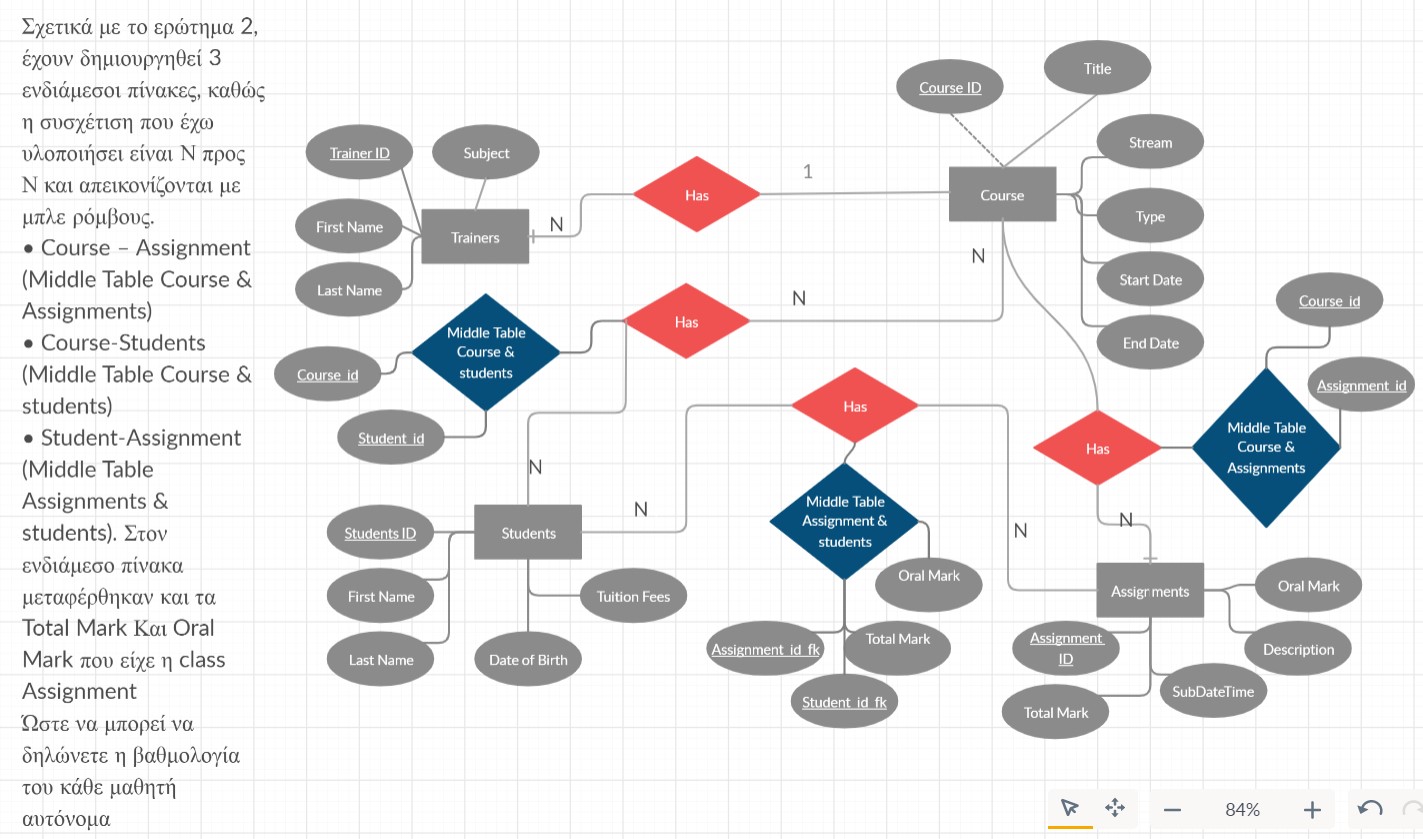 Σχετικά με το ερώτημα 2,
έχουν δημιουργηθεί 3
ενδιάμεσοι πίνακες, καθώς
η συσχέτιση που έχω
υλοποιήσει είναι Ν προς
Ν και απεικονίζονται με
μπλε ρόμβους.
• Course – Assignment
(Middle Table Course &
Assignments)
• Course-Students
(Middle Table Course &
students)
• Student-Assignment
(Middle Table
Assignments &
students). Στον
ενδιάμεσο πίνακα
μεταφέρθηκαν και τα
Total Mark Και Oral
Mark που είχε η class
Assignment
Ώστε να μπορεί να
δηλώνετε η βαθμολογία
του κάθε μαθητή
αυτόνομα
Trainer ID
Subject
First Name
Last Name
Trainers
N
Has
1
Course ID
Title
Course
Stream
Type
Start Date
End Date
N
N
Has
Middle Table
Course &
students
Course_id
Student_id
N
Students
Students ID
First Name
Last Name
Date of Birth
Tuition Fees
N
Has
N
Middle Table
Assignment &
students
Oral Mark
Total Mark
Assignment_id_fk
Student_id_fk
Has
N
Middle Table
Course &
Assignments
Course_id
Assignment_id
Assignments
Oral Mark
Description
SubDateTime
Assignment
ID
Total Mark
84%